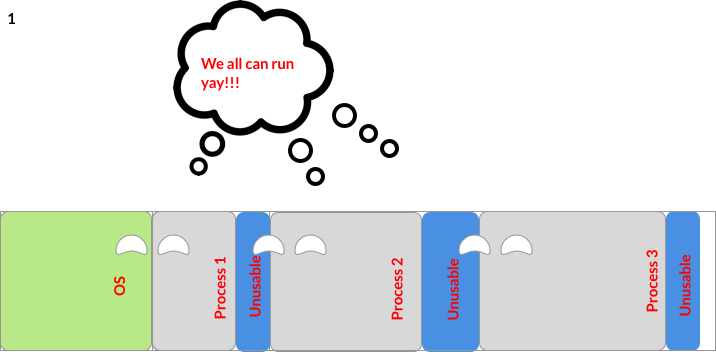 1
We all can run
yay!!!
OS
Process 1
Unusable
Process 2
Unusable
Process 3
Unusable